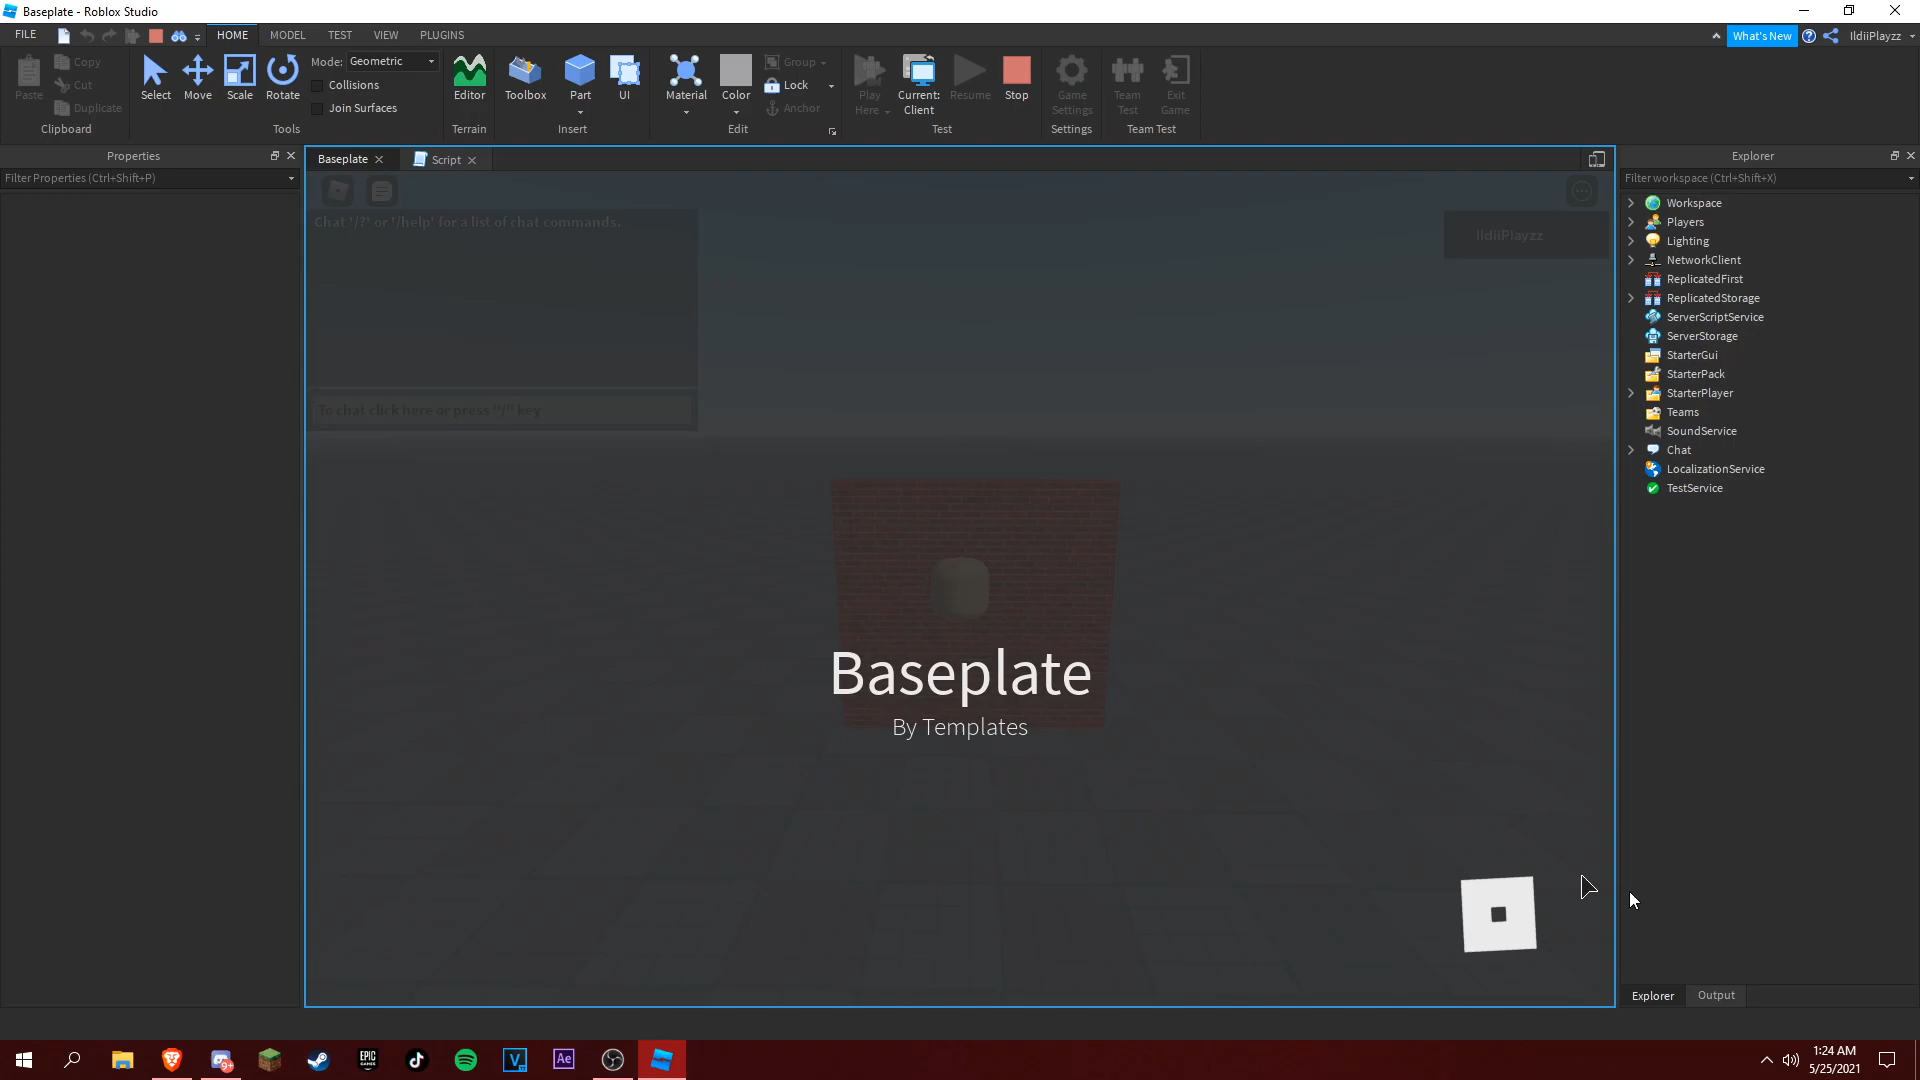 Baseplate - Roblox Studio
FILE
HOME
MODEL
TEST
VIEW
PLUGINS
What's New
IldiiPlayzz
Paste
Copy
Cut
Duplicate
Clipboard
Select
Move
Scale
Rotate
Mode: Geometric
Collisions
Join Surfaces
Tools
Editor
Terrain
Toolbox
Part
UI
Insert
Material
Color
Group
Lock
Anchor
Edit
Play
Here
Current:
Client
Resume
Stop
Test
Game
Settings
Settings
Team
Test
Exit
Game
Team Test
Properties
Filter Properties (Ctrl+Shift+P)
Baseplate
Script
Chat '/?' or '/help' for a list of chat commands.
To chat click here or press "/" key
IldiiPlayzz
Baseplate
By Templates
Explorer
Filter workspace (Ctrl+Shift+X)
Workspace
Players
Lighting
NetworkClient
ReplicatedFirst
ReplicatedStorage
ServerScriptService
ServerStorage
StarterGui
StarterPack
StarterPlayer
Teams
SoundService
Chat
LocalizationService
TestService
Explorer
Output
9+
EPIC
GAMES
V
Ae
1:24 AM
5/25/2021